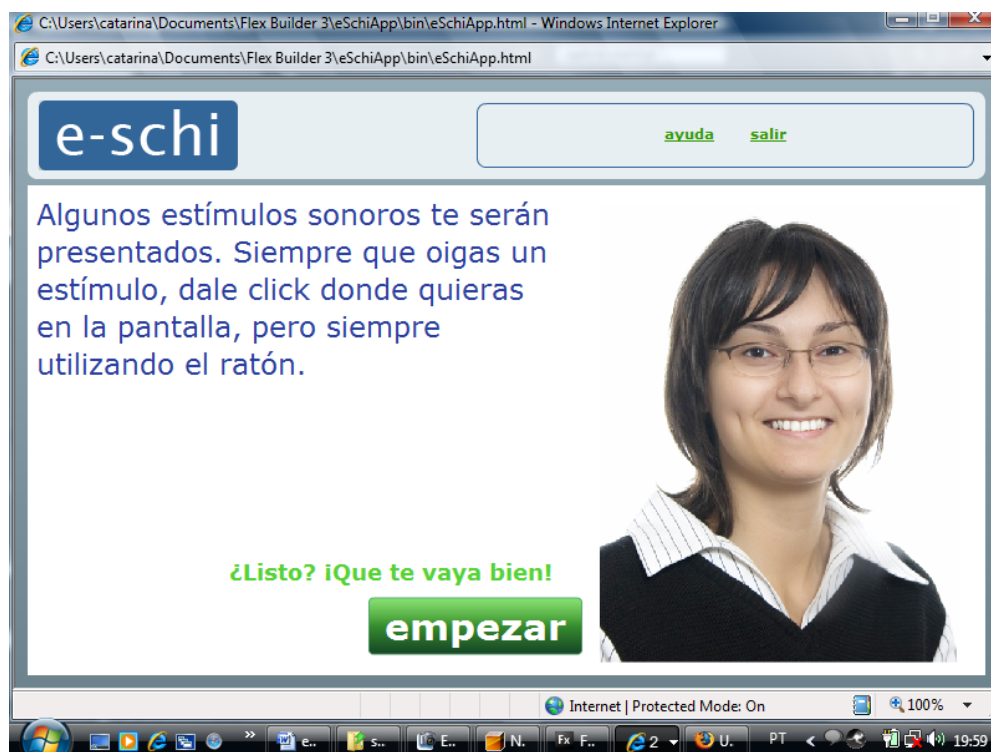 C:\Users\catarina\Documents\Flex Builder 3\eSchiApp\bin\eSchiApp.html - Windows Internet Explorer
C:\Users\catarina\Documents\Flex Builder 3\eSchiApp\bin\eSchiApp.html
e-schi
ayuda salir
Algunos estímulos sonoros te serán
presentados. Siempre que oigas un
estímulo, dale click donde quieras
en la pantalla, pero siempre
utilizando el ratón.
¿Listo? ¡Que te vaya bien!
empezar
Internet | Protected Mode: On 100%
e.. s.. E.. N. F.. 2 U. PT 19:59